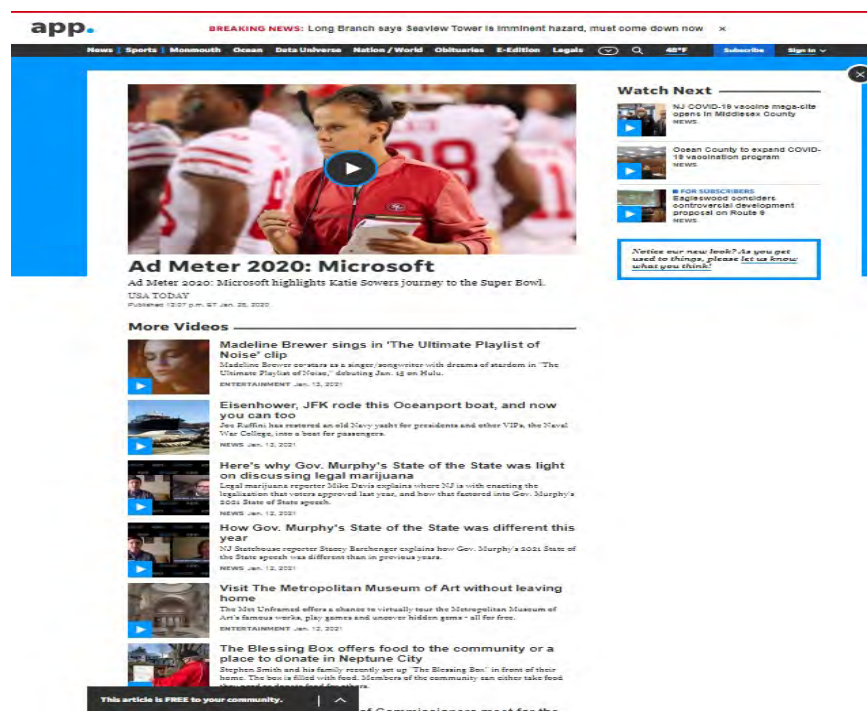 app.
BREAKING NEWS: Long Branch says Seaview Tower is imminent hazard, must come down now ×
News | Sports | Monmouth Ocean Data Universe Nation / World Obituaries E-Edition Legals 48°F Subscribe Sign In
Ad Meter 2020: Microsoft
Ad Meter 2020: Microsoft highlights Katie Sowers journey to the Super Bowl.
USA TODAY
Published 12:07 p.m. ET Jan. 28, 2020
More Videos
Madeline Brewer sings in 'The Ultimate Playlist of
Noise' clip
Madeline Brewer co-stars as a singer/songwriter with dreams of stardom in "The
Ultimate Playlist of Noise," debuting Jan. 15 on Hulu.
ENTERTAINMENT Jan. 13, 2021
Eisenhower, JFK rode this Oceanport boat, and now
you can too
Joe Ruffini has restored an old Navy yacht for presidents and other VIPs, the Naval
War College, into a boat for passengers.
NEWS Jan. 12, 2021
Here's why Gov. Murphy's State of the State was light
on discussing legal marijuana
Legal marijuana reporter Mike Davis explains where NJ is with enacting the
legalization that voters approved last year, and how that factored into Gov. Murphy's
2021 State of State speech.
NEWS Jan. 12, 2021
How Gov. Murphy's State of the State was different this
year
NJ Statehouse reporter Stacey Barchenger explains how Gov. Murphy's 2021 State of
the State speech was different than in previous years.
NEWS Jan. 12, 2021
Visit The Metropolitan Museum of Art without leaving
home
The Met Unframed offers a chance to virtually tour the Metropolitan Museum of
Art's famous works, play games and uncover hidden gems - all for free.
ENTERTAINMENT Jan. 12, 2021
The Blessing Box offers food to the community or a
place to donate in Neptune City
Stephen Smith and his family recently set up "The Blessing Box" in front of their
home. The box is filled with food. Members of the community can either take food
This article is FREE to your community.
Watch Next
NJ COVID-19 vaccine mega-site
opens in Middlesex County
NEWS
Ocean County to expand COVID-
19 vaccination program
NEWS
FOR SUBSCRIBERS
Eagleswood considers
controversial development
proposal on Route 9
NEWS
Notice our new look? As you get
used to things, please let us know
what you think!